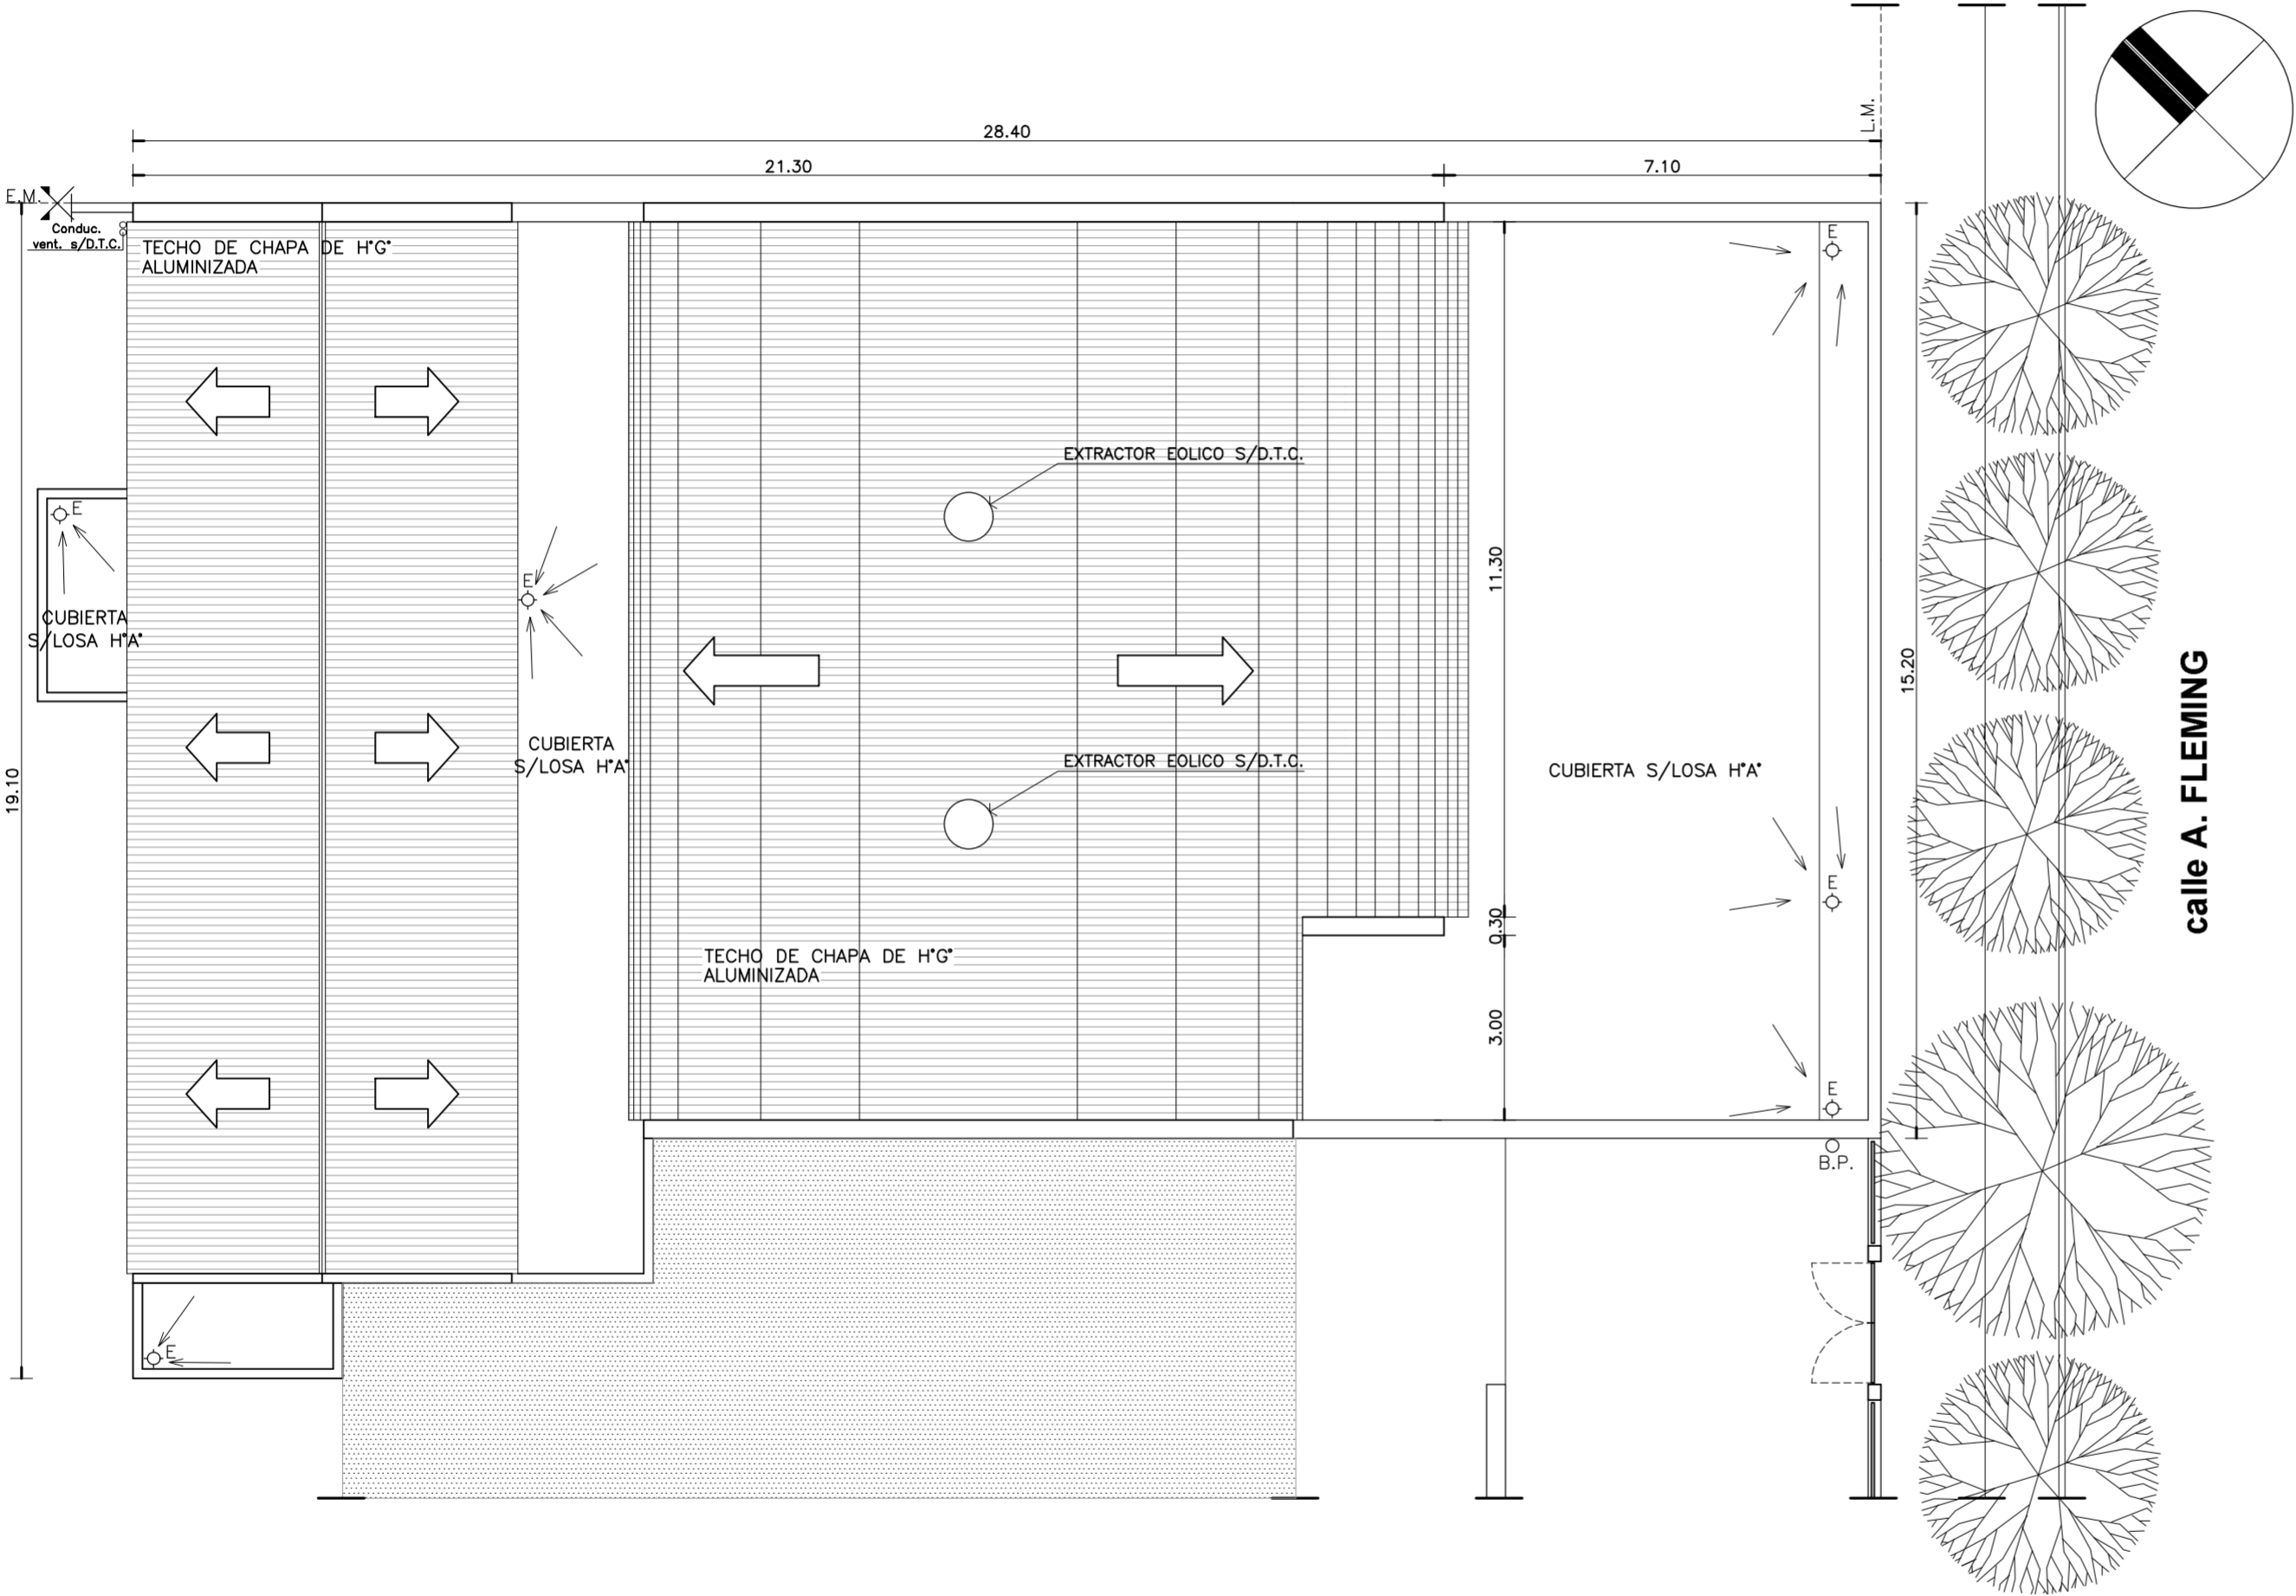 L.M.
28.40
21.30
7.10
E.M.
Conduc.
vent. s/D.T.C.
TECHO DE CHAPA DE H°G°
ALUMINIZADA
E
E
EXTRACTOR EOLICO S/D.T.C.
E
11.30
CUBIERTA
S/LOSA H°A°
15.20
calle A. FLEMING
19.10
CUBIERTA
S/LOSA H°A°
EXTRACTOR EOLICO S/D.T.C.
CUBIERTA S/LOSA H°A°
E
0.30
TECHO DE CHAPA DE H°G°
ALUMINIZADA
3.00
E
B.P.
E